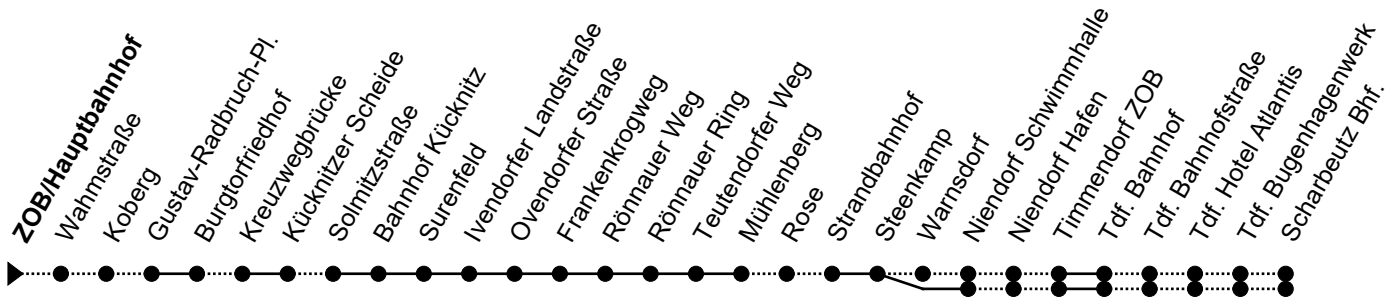 ZOB/Hauptbahnhof
Wahmstraße
Koberg
Gustav-Radbruch-Pl.
Burgtorfriedhof
Kreuzwegbrücke
Kücknitzer Scheide
Solmitzstraße
Bahnhof Kücknitz
Surenfeld
Ivendorfer Landstraße
Ovendorfer Straße
Frankenkrogweg
Rönnauer Weg
Rönnauer Ring
Teutendorfer Weg
Mühlenberg
Rose
Strandbahnhof
Steenkamp
Warnsdorf
Niendorf Schwimmhalle
Niendorf Hafen
Timmendorf ZOB
Tdf. Bahnhof
Tdf. Bahnhofstraße
Tdf. Hotel Atlantis
Tdf. Bugenhagenwerk
Scharbeutz Bhf.